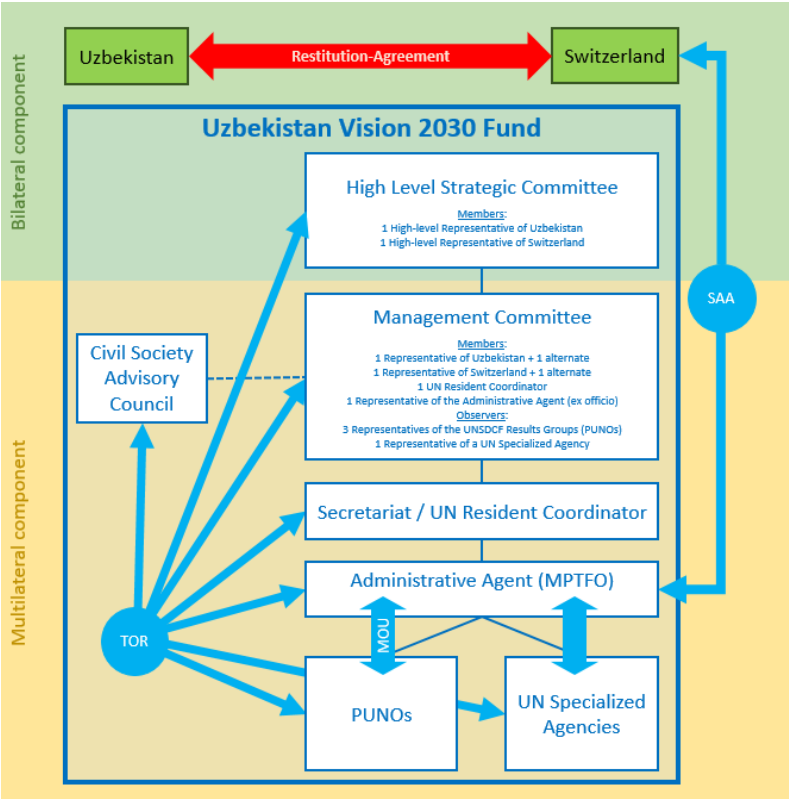 Bilateral component
Uzbekistan
Restitution-Agreement
Switzerland
Uzbekistan Vision 2030 Fund
High Level Strategic Committee
Members:
1 High-level Representative of Uzbekistan
1 High-level Representative of Switzerland
SAA
Multilateral component
Management Committee
Members:
1 Representative of Uzbekistan + 1 alternate
1 Representative of Switzerland + 1 alternate
1 UN Resident Coordinator
1 Representative of the Administrative Agent (ex officio)
Observers:
3 Representatives of the UNSDCF Results Groups (PUNOs)
1 Representative of a UN Specialized Agency
Civil Society
Advisory
Council
Secretariat / UN Resident Coordinator
Administrative Agent (MPTFO)
TOR
MOU
PUNOs
UN Specialized
Agencies